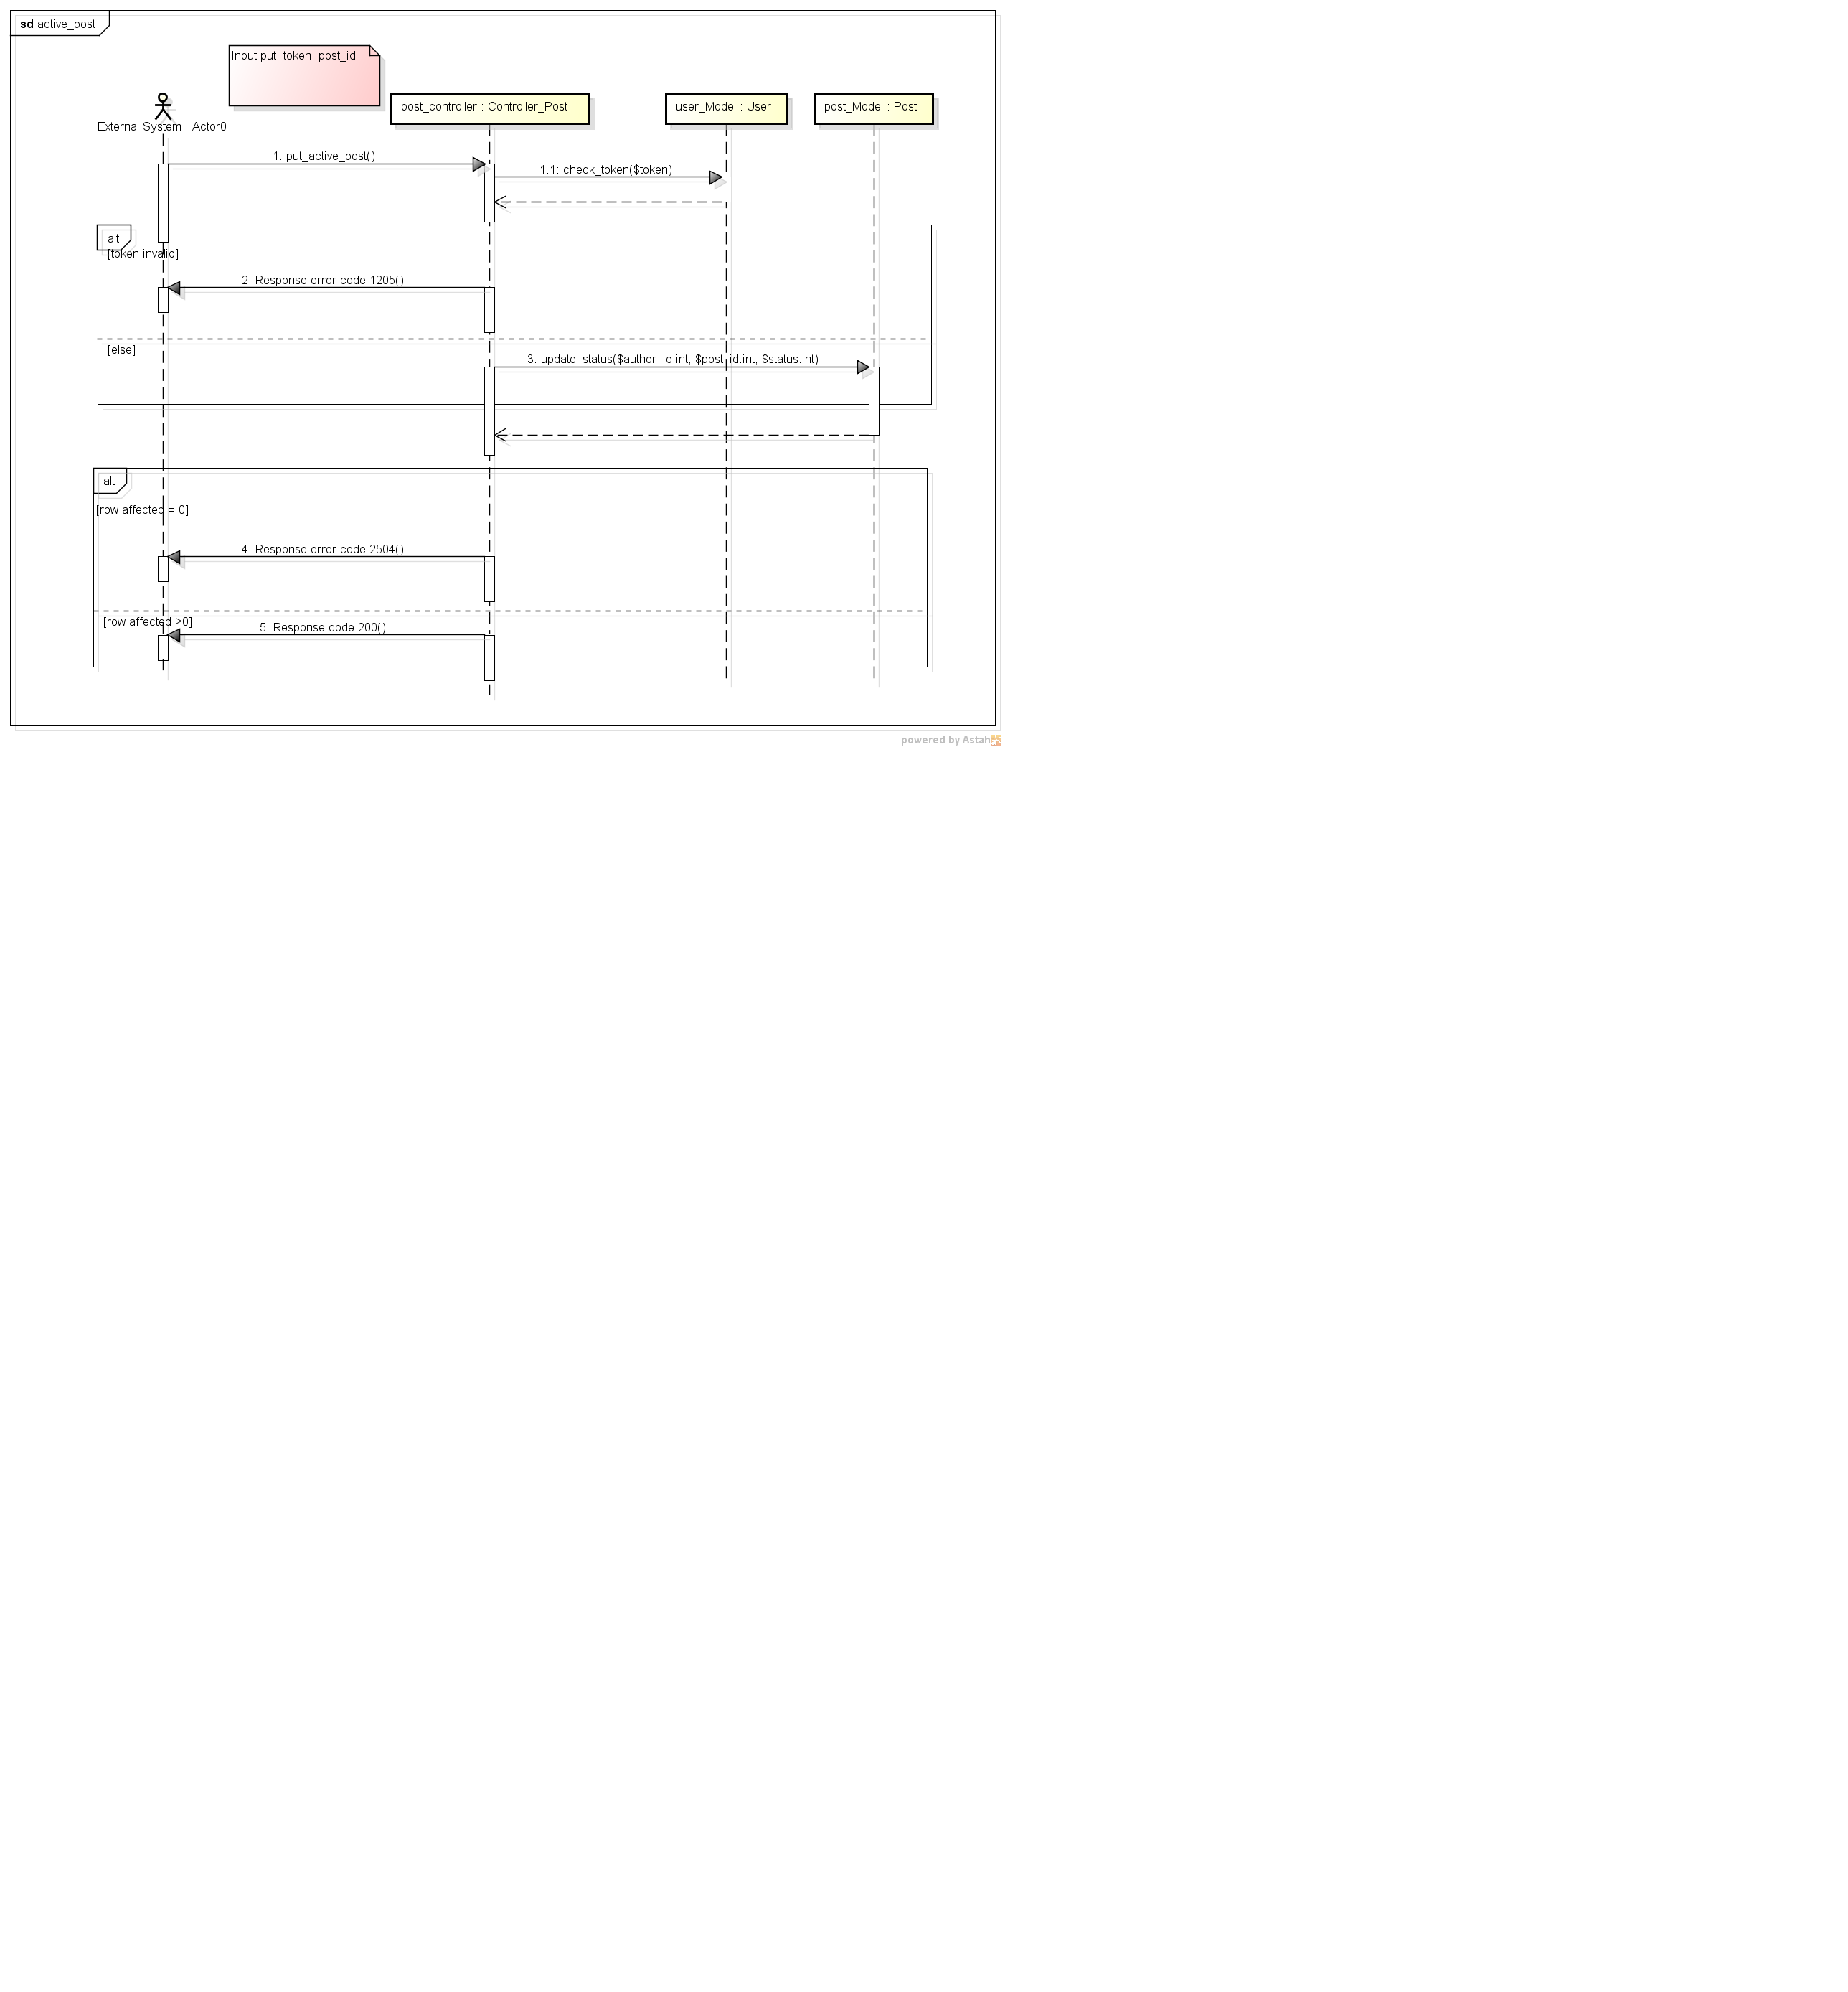 sd active_post
Input put: token, post_id
External System : Actor0
post_controller : Controller_Post
user_Model : User
post_Model : Post
1: put_active_post()
1.1: check_token($token)
alt
[token invalid]
2: Response error code 1205()
[else]
3: update_status($author_id:int, $post_id:int, $status:int)
alt
[row affected = 0]
4: Response error code 2504()
[row affected >0]
5: Response code 200()
powered by Astah